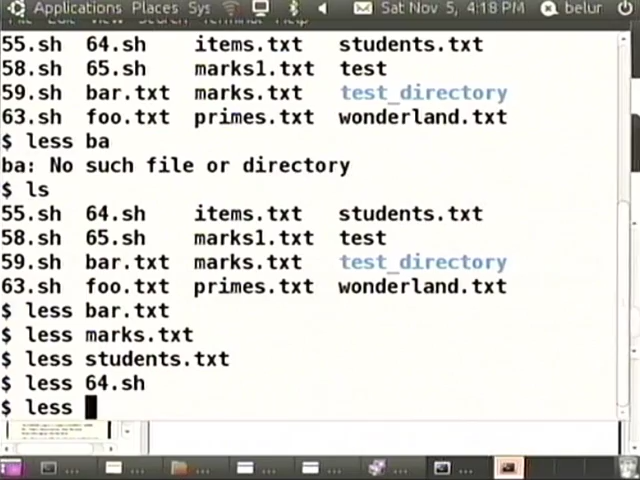 Applications Places Sys Sat Nov 5, 4:18 PM belur
55.sh 64.sh items.txt students.txt
58.sh 65.sh marks1.txt test
59.sh bar.txt marks.txt test_directory
63.sh foo.txt primes.txt wonderland.txt
$ less ba
ba: No such file or directory
$ ls
55.sh 64.sh items.txt students.txt
58.sh 65.sh marks1.txt test
59.sh bar.txt marks.txt test_directory
63.sh foo.txt primes.txt wonderland.txt
$ less bar.txt
$ less marks.txt
$ less students.txt
$ less 64.sh
$ less
... ... ... ... ... ... ...